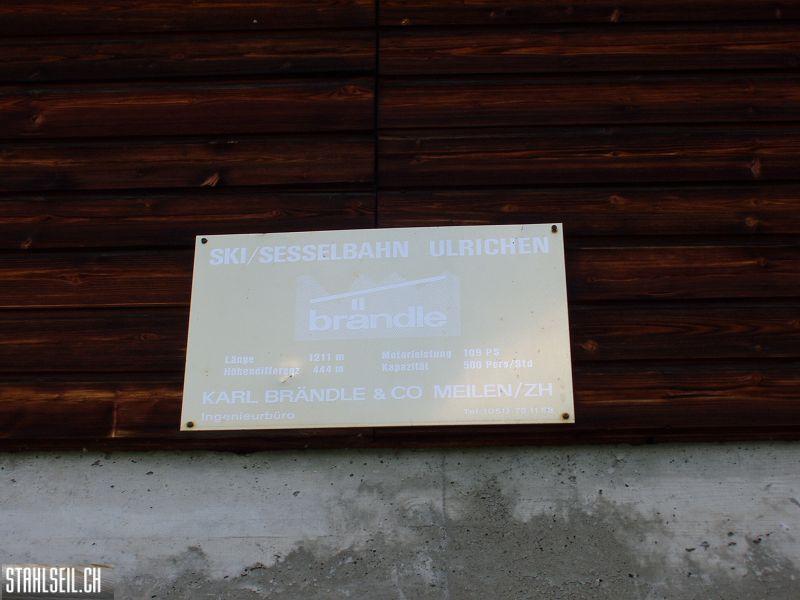 SKI/SESSELBAHN ULRICHEN
brändle
Länge 1211 m Motorleistung 109 PS
Höhendifferenz 444 m Kapazität 500 Pers/Std
KARL BRÄNDLE & CO MEILEN/ZH
Ingenieurbüro Tel.
STAHLSEIL.CH